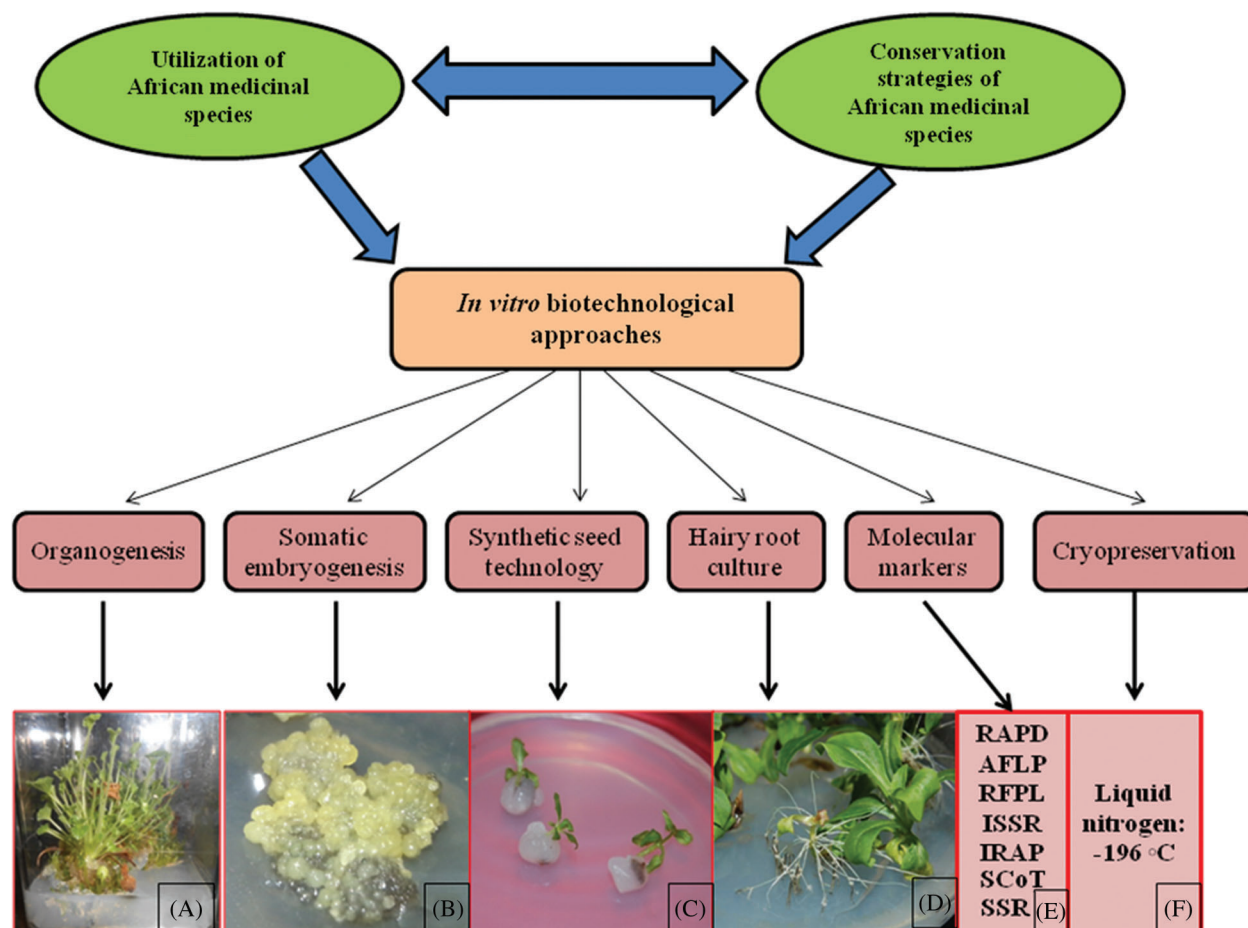 Utilization of
African medicinal
species
Conservation
strategies of
African medicinal
species
In vitro biotechnological
approaches
Organogenesis
Somatic
embryogenesis
Synthetic seed
technology
Hairy root
culture
Molecular
markers
Cryopreservation
(A)
(B)
(C)
(D)
RAPD
AFLP
RFPL
ISSR
IRAP
SCoT
SSR
(E)
Liquid
nitrogen:
-196 °C
(F)